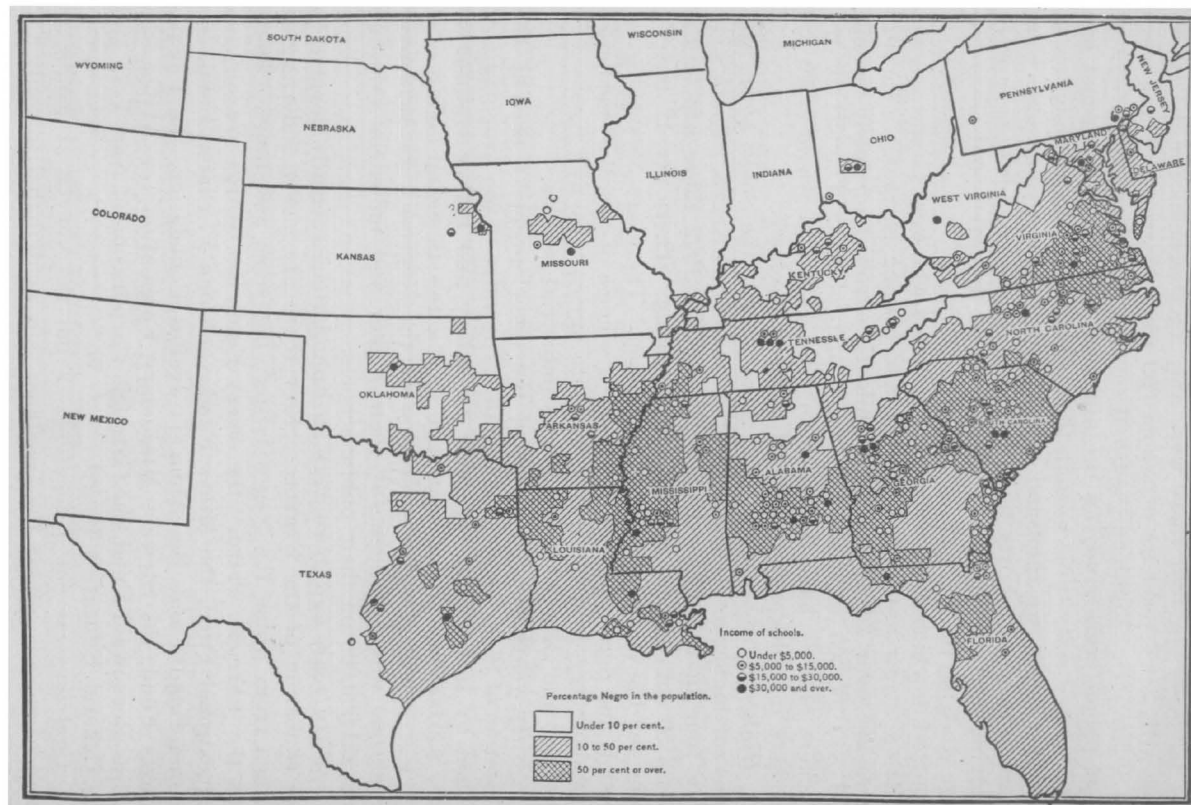 SOUTH DAKOTA
WISCONSIN
MICHIGAN
WYOMING
IOWA
PENNSYLVANIA
NEW JERSEY
NEBRASKA
OHIO
MARYLAND
DELAWARE
ILLINOIS
INDIANA
WEST VIRGINIA
COLORADO
VIRGINIA
KANSAS
MISSOURI
KENTUCKY
NORTH CAROLINA
TENNESSEE
OKLAHOMA
NEW MEXICO
ARKANSAS
SOUTH CAROLINA
ALABAMA
GEORGIA
MISSISSIPPI
LOUISIANA
TEXAS
FLORIDA
Income of schools.
Under $5,000.
$5,000 to $15,000.
$15,000 to $30,000.
$30,000 and over.
Percentage Negro in the population.
Under 10 per cent.
10 to 50 per cent.
50 per cent or over.